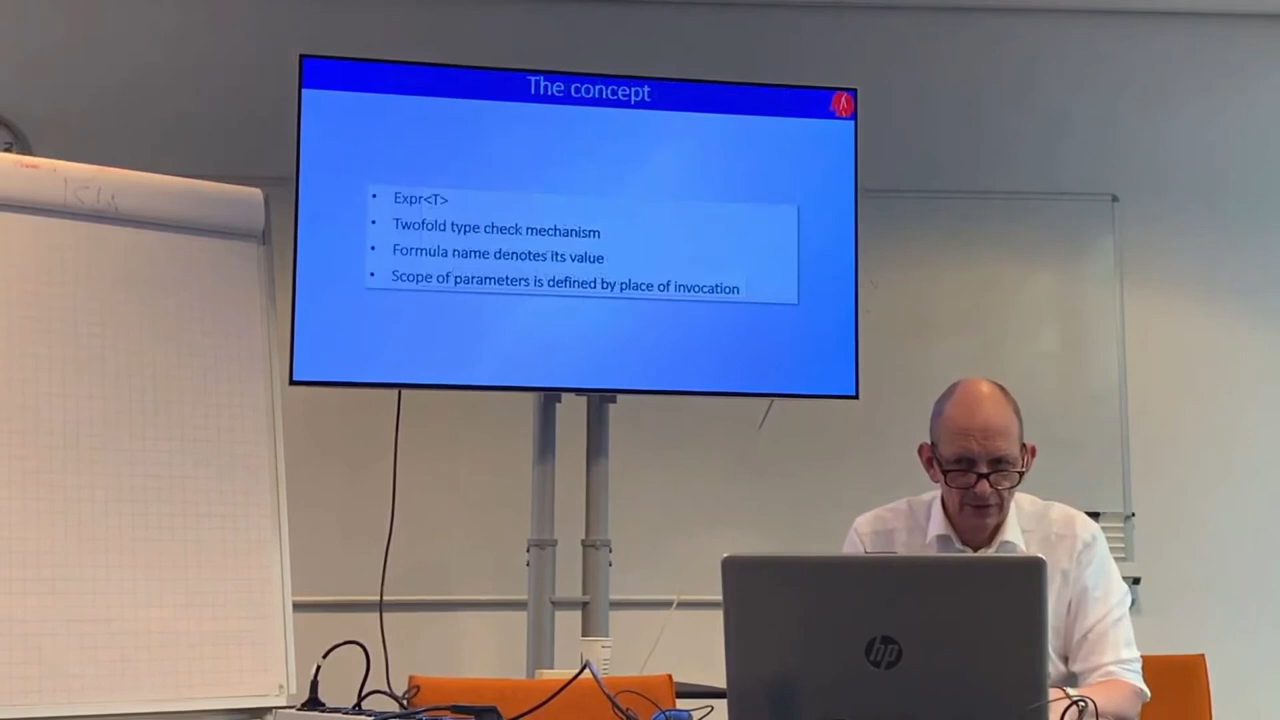 The concept
• Expr<T>
• Twofold type check mechanism
• Formula name denotes its value
• Scope of parameters is defined by place of invocation
hp